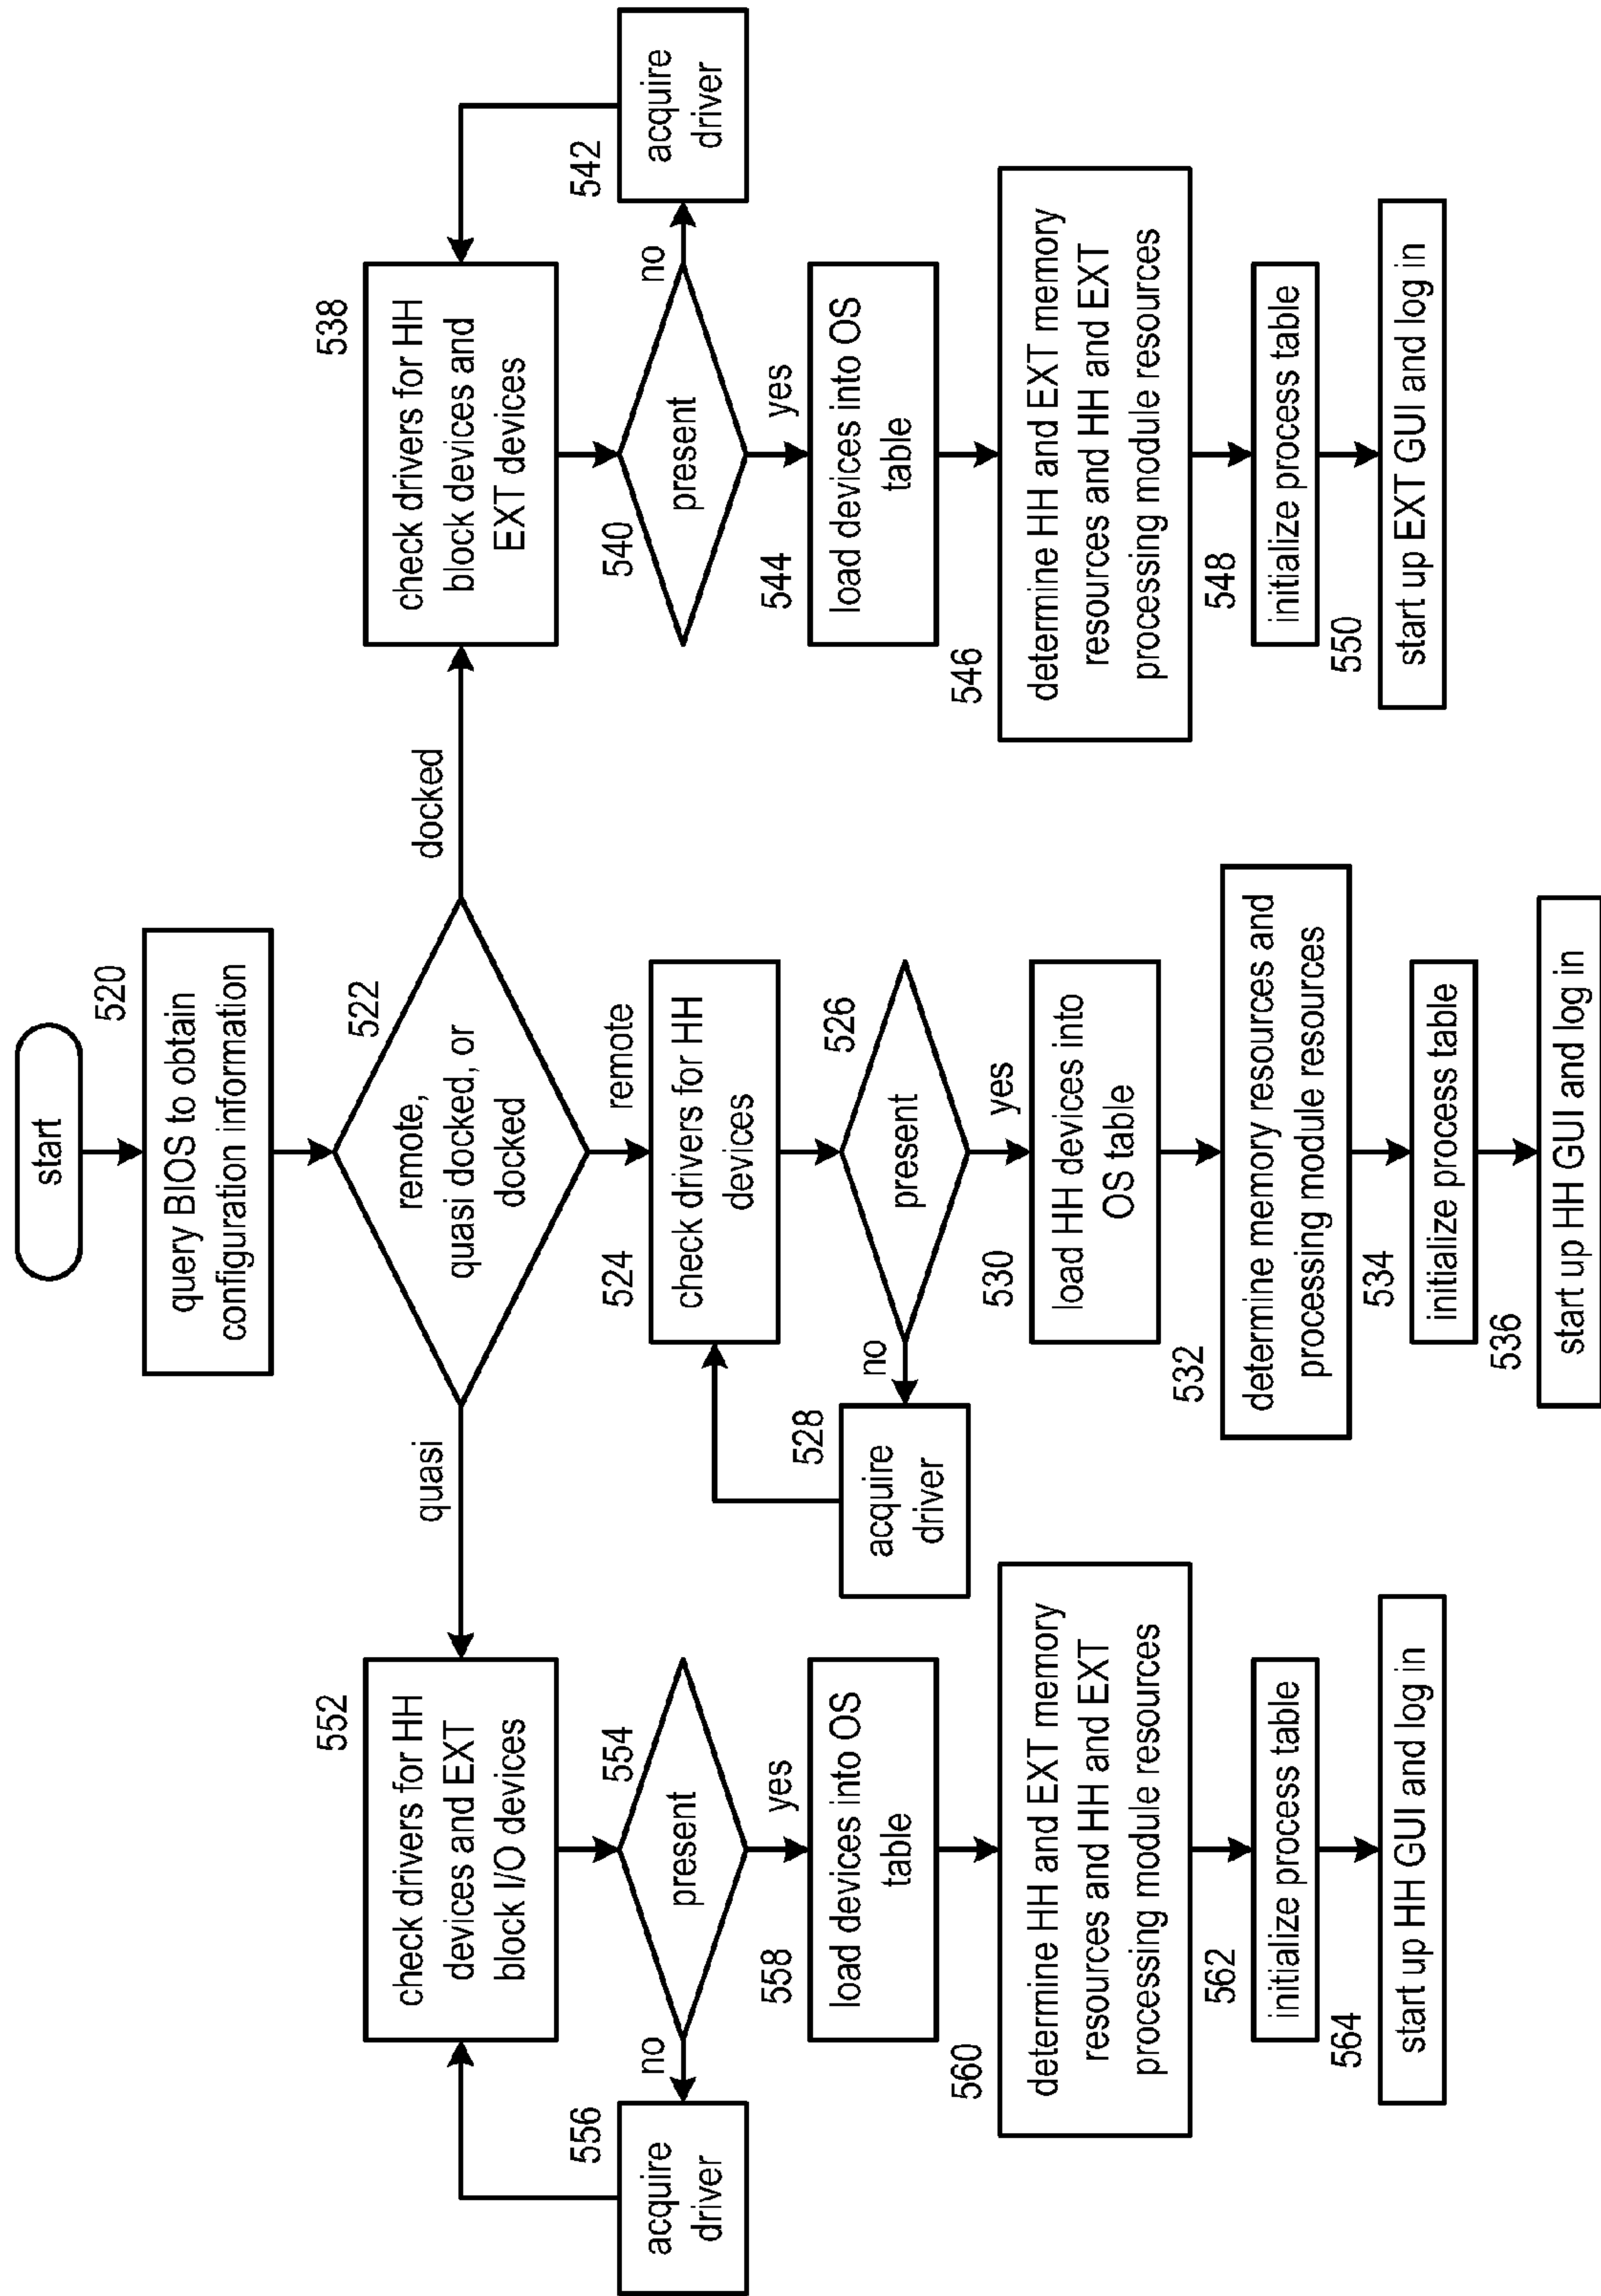 start
520
query BIOS to obtain
configuration information
522
remote,
quasi docked, or
docked
quasi
docked
remote
552
check drivers for HH
devices and EXT
block I/O devices
554
present
no
yes
556
acquire
driver
558
load devices into OS
table
560
determine HH and EXT memory
resources and HH and EXT
processing module resources
562
initialize process table
564
start up HH GUI and log in
524
check drivers for HH
devices
526
present
no
yes
528
acquire
driver
530
load HH devices into
OS table
532
determine memory resources and
processing module resources
534
initialize process table
536
start up HH GUI and log in
538
check drivers for HH
block devices and
EXT devices
540
present
no
yes
542
acquire
driver
544
load devices into OS
table
546
determine HH and EXT memory
resources and HH and EXT
processing module resources
548
initialize process table
550
start up EXT GUI and log in